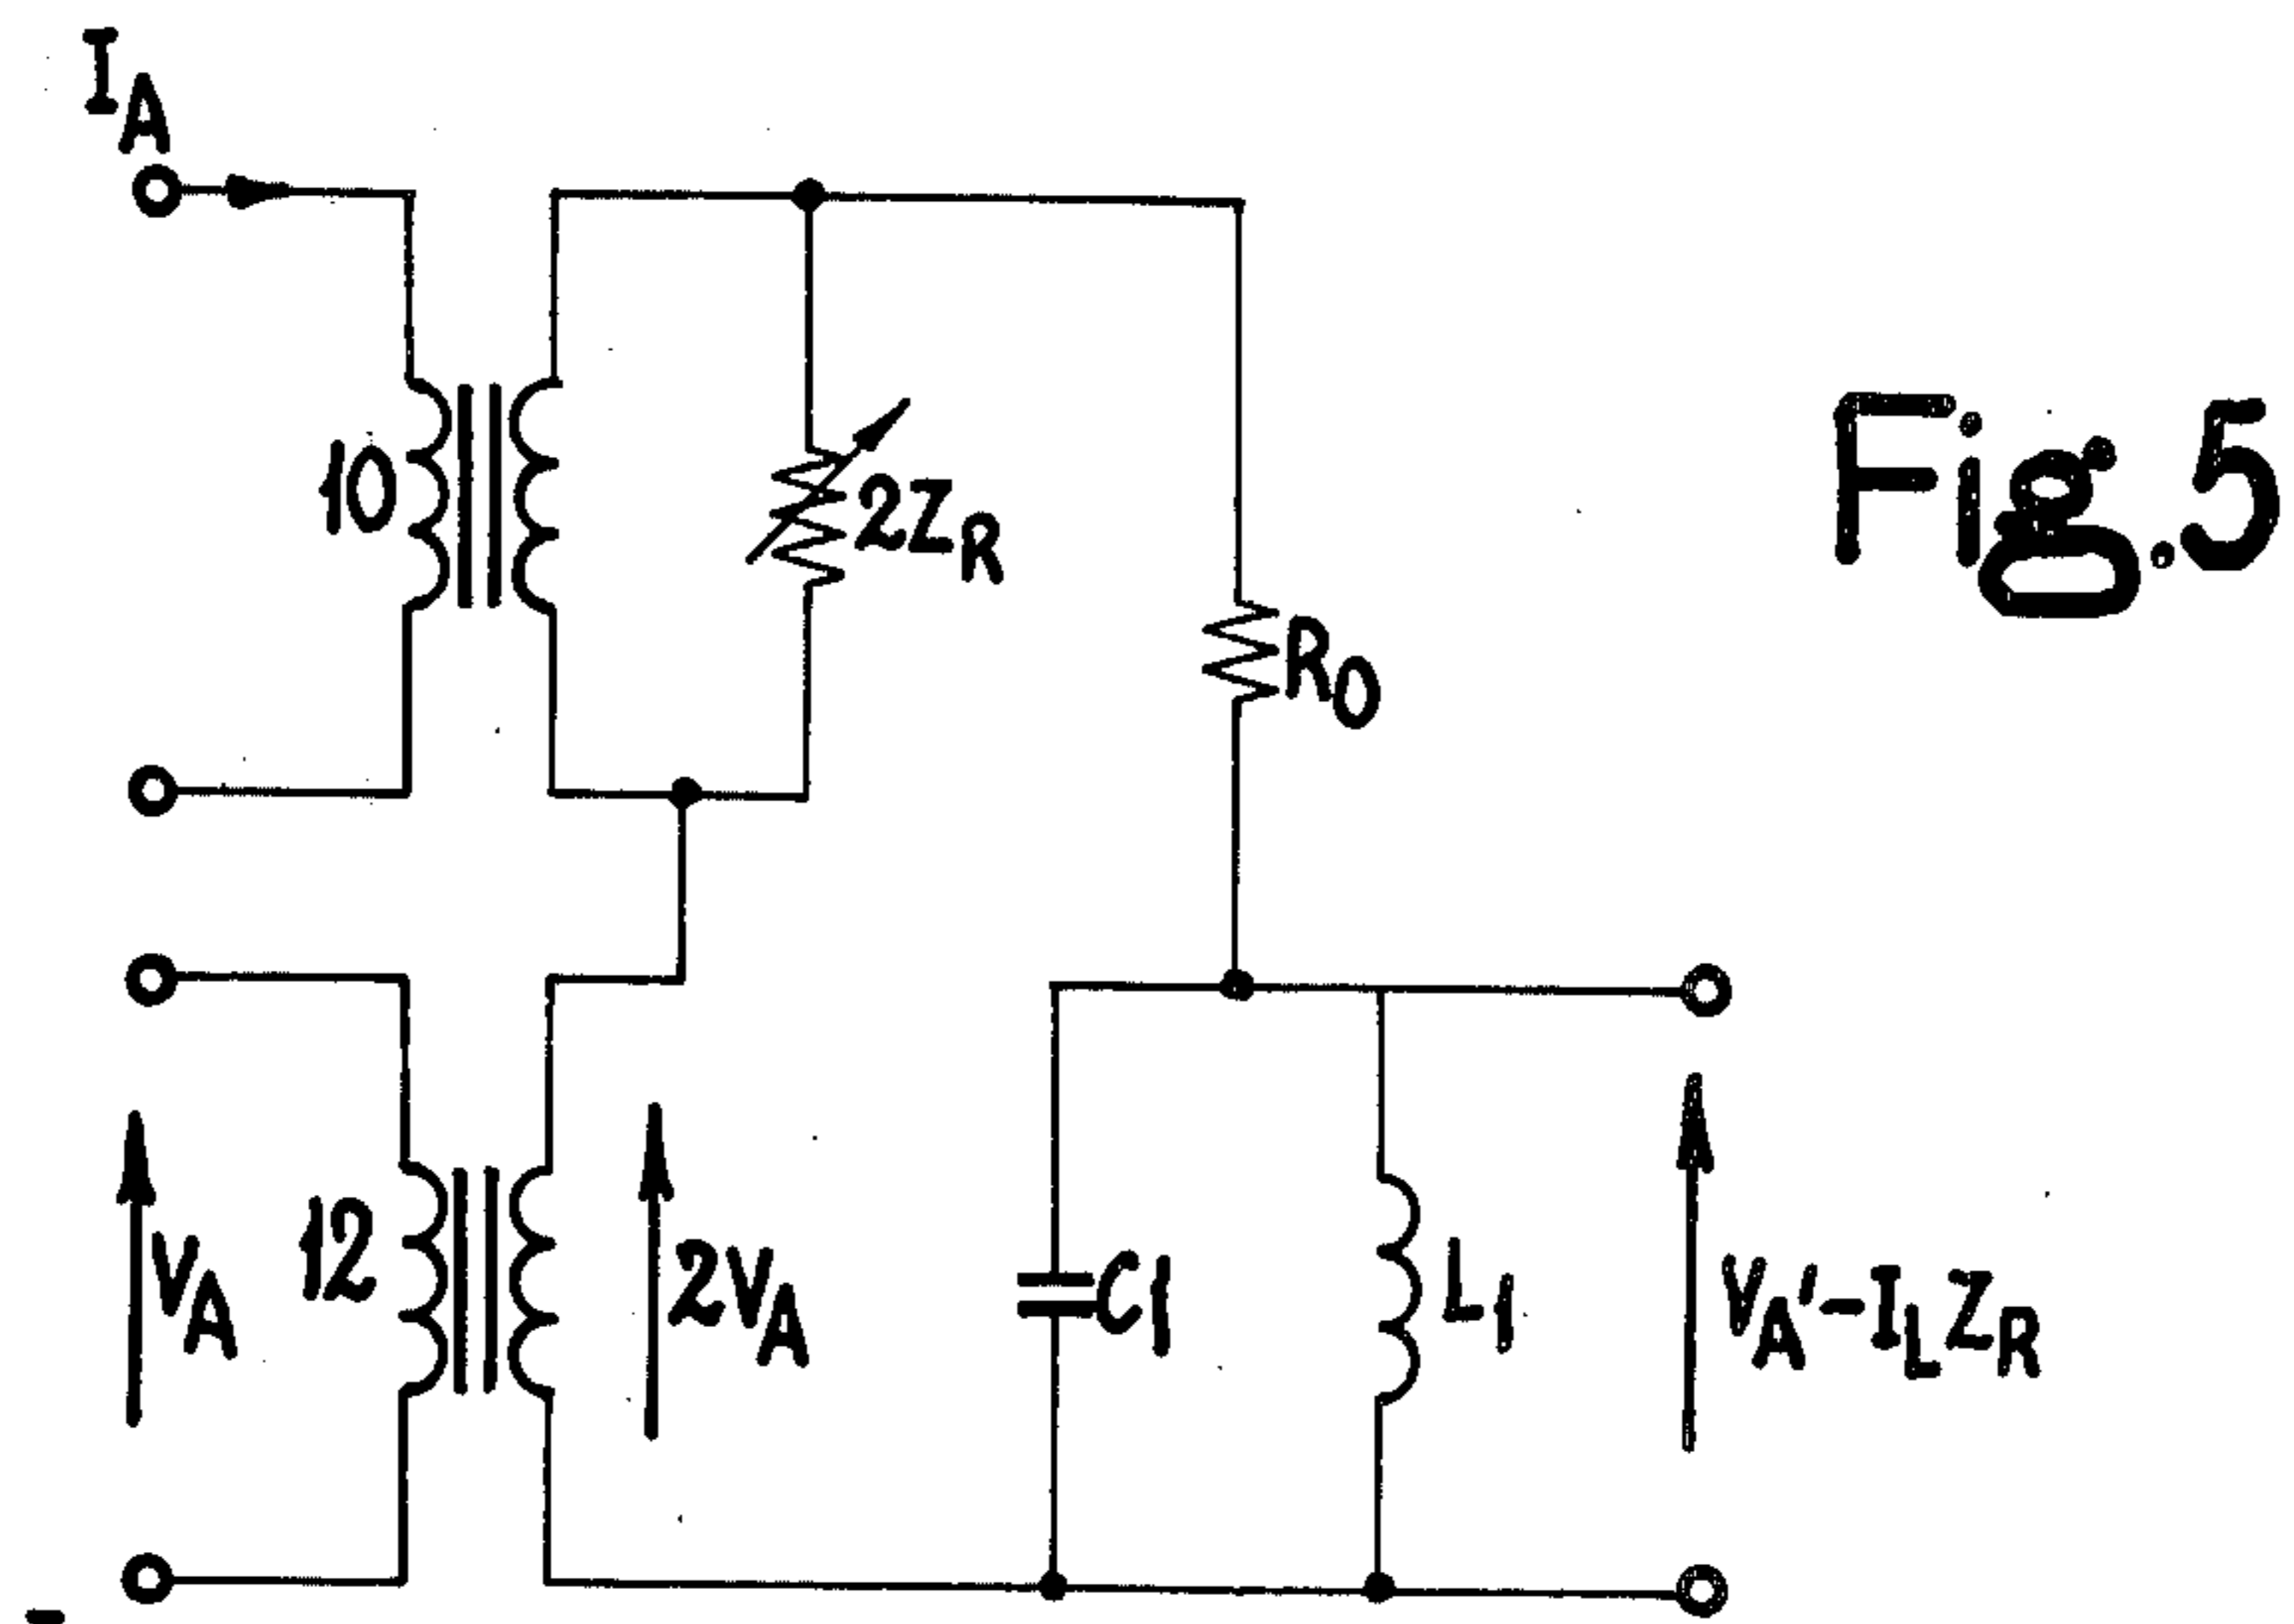 I_A
10
2Z_R
Fig.5
R_0
V_A
12
2V_A
C1
L_1
V_A'-I_L Z_R